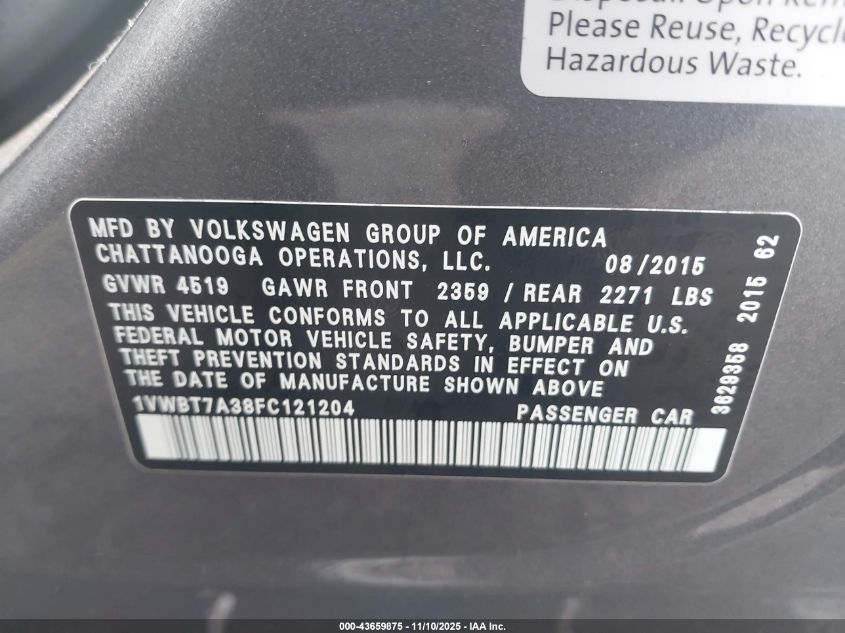 Please Reuse, Recycle
Hazardous Waste.
MFD BY VOLKSWAGEN GROUP OF AMERICA
CHATTANOOGA OPERATIONS, LLC. 08/2015
GVWR 4519 GAWR FRONT 2359 / REAR 2271 LBS
THIS VEHICLE CONFORMS TO ALL APPLICABLE U.S.
FEDERAL MOTOR VEHICLE SAFETY, BUMPER AND
THEFT PREVENTION STANDARDS IN EFFECT ON
THE DATE OF MANUFACTURE SHOWN ABOVE
1VWBT7A38FC121204 PASSENGER CAR
3629358 2015 62
000-43659875 - 11/10/2025 - IAA Inc.